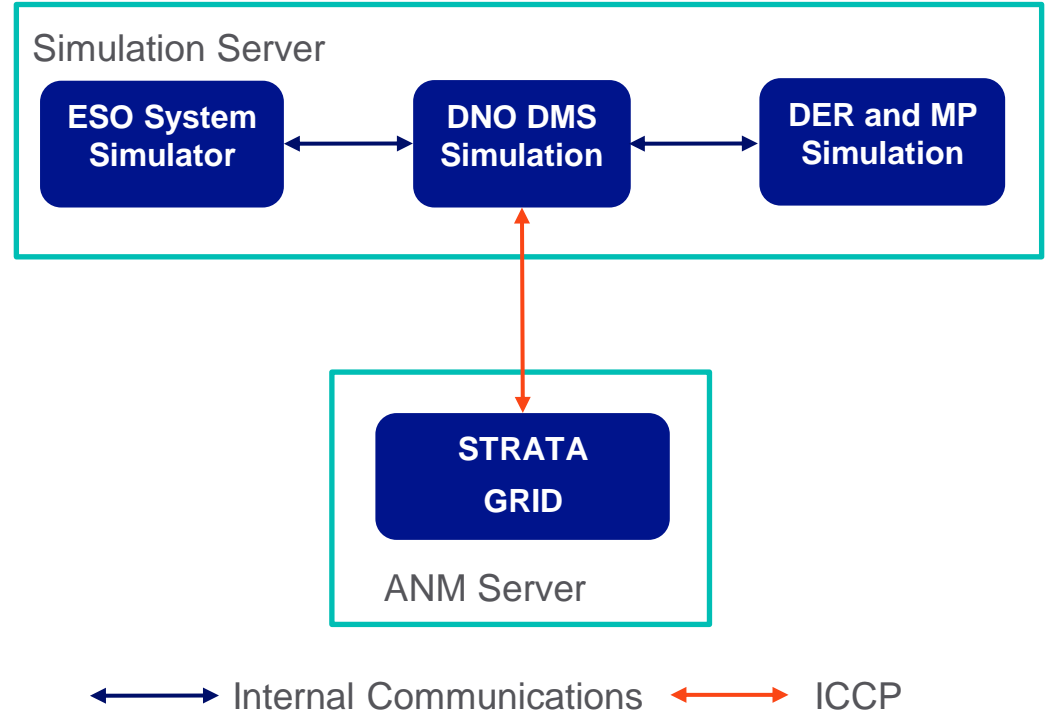 Simulation Server
ESO System
Simulator
DNO DMS
Simulation
DER and MP
Simulation
STRATA
GRID
ANM Server
Internal Communications
ICCP